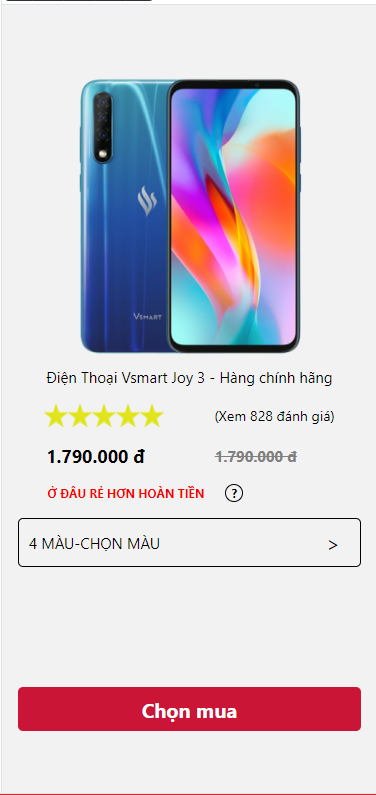 VSMART
Điện Thoại Vsmart Joy 3 - Hàng chính hãng
(Xem 828 đánh giá)
1.790.000 đ 1.790.000 đ
Ở ĐÂU RẺ HƠN HOÀN TIỀN ?
4 MÀU-CHỌN MÀU >
Chọn mua